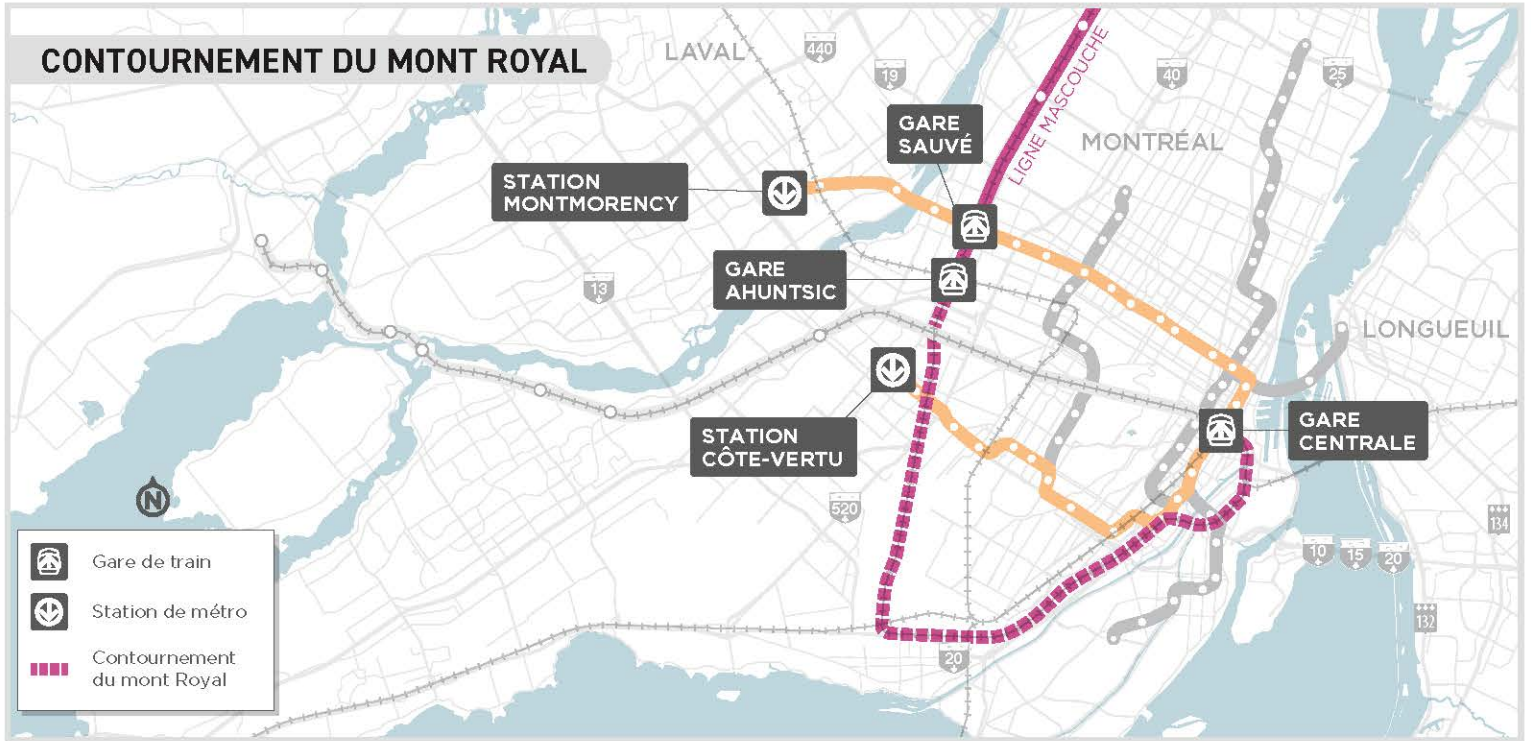 CONTOURNEMENT DU MONT ROYAL
LAVAL
440
19
40
25
LIGNE MASCOUCHE
GARE
SAUVÉ
MONTRÉAL
STATION
MONTMORENCY
GARE
AHUNTSIC
13
LONGUEUIL
STATION
CÔTE-VERTU
GARE
CENTRALE
520
134
10
15
20
132
20
N
Gare de train
Station de métro
Contournement
du mont Royal